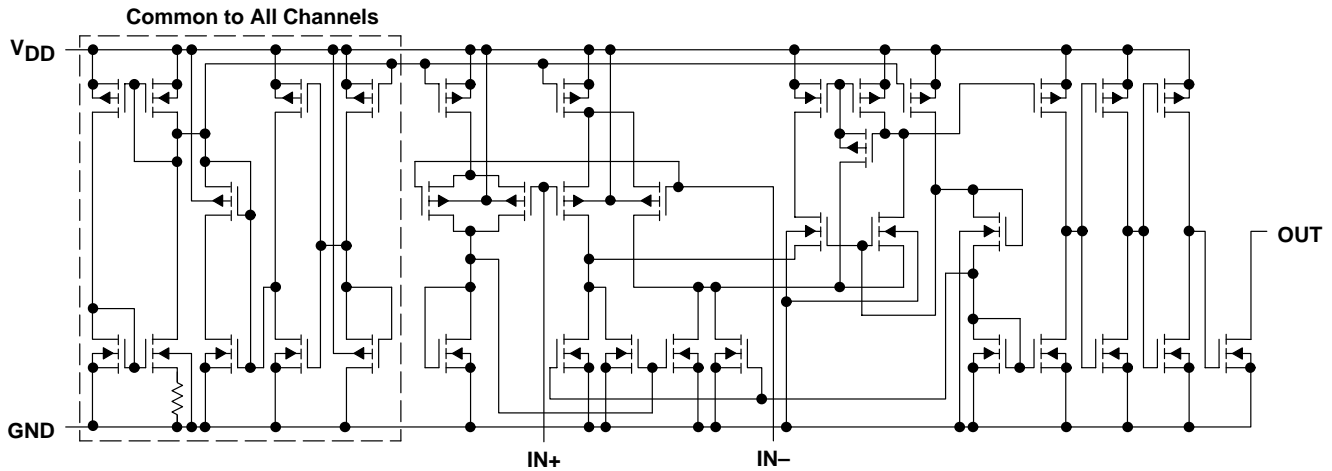 Common to All Channels
VDD
OUT
GND
IN+
IN−